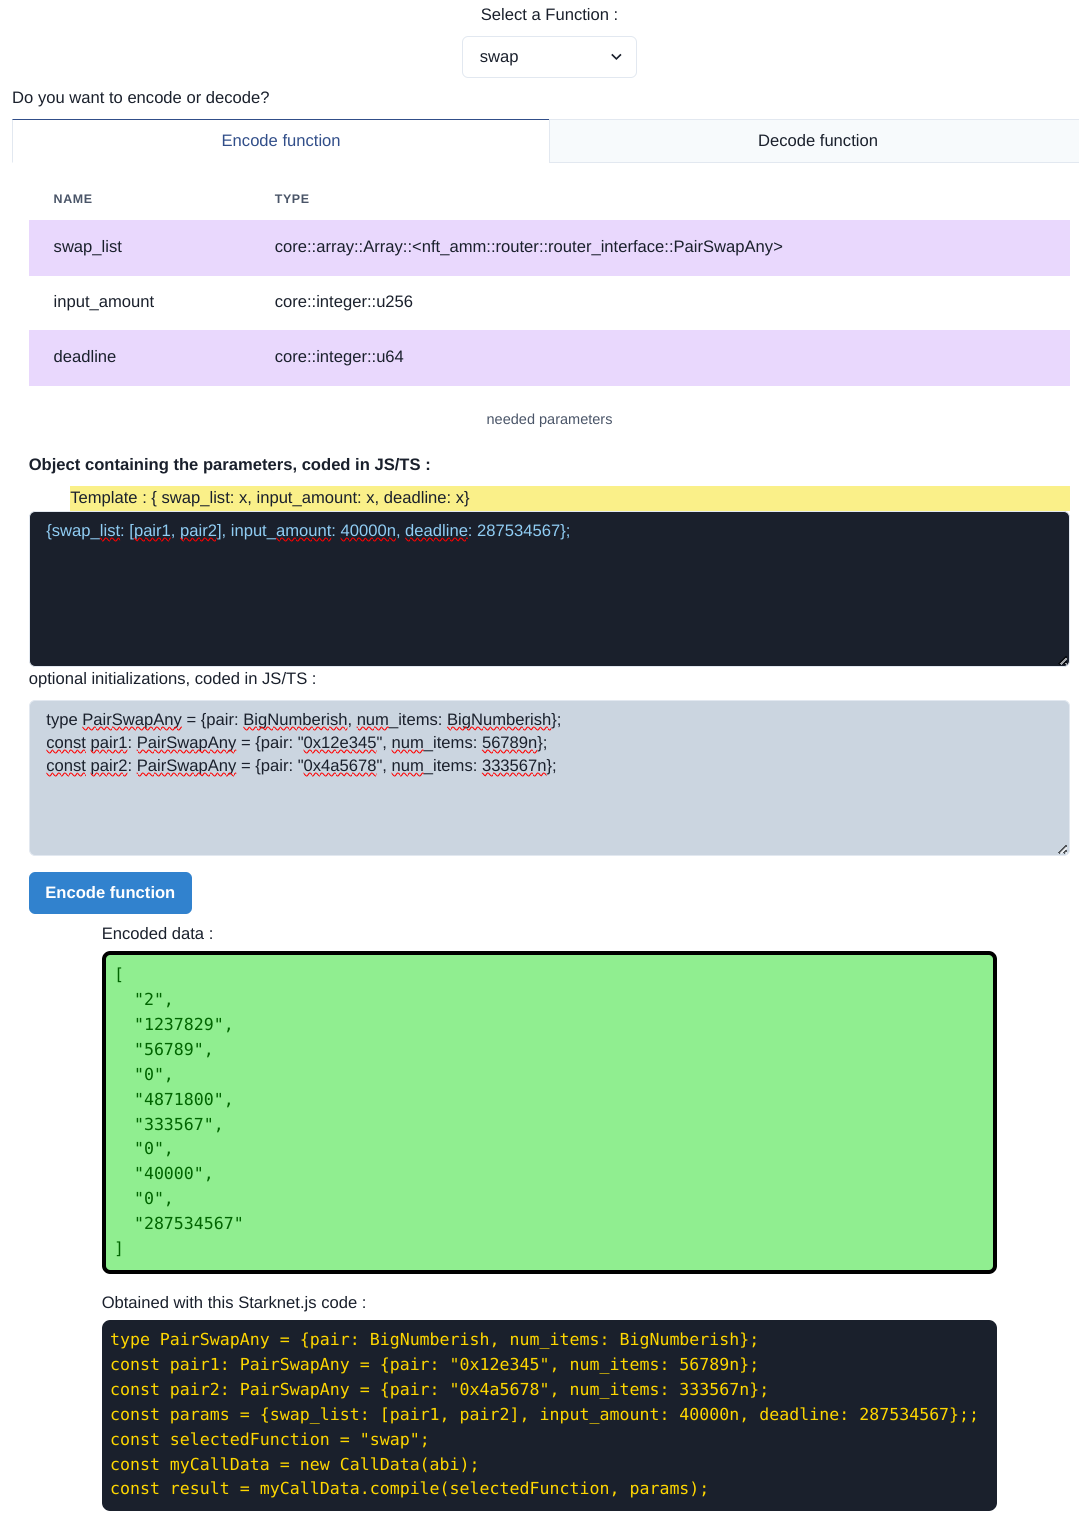 Select a Function :
swap
Do you want to encode or decode?
Encode function
Decode function
NAME TYPE
swap_list core::array::Array::<nft_amm::router::router_interface::PairSwapAny>
input_amount core::integer::u256
deadline core::integer::u64
needed parameters
Object containing the parameters, coded in JS/TS :
Template : { swap_list: x, input_amount: x, deadline: x}
{swap_list: [pair1, pair2], input_amount: 40000n, deadline: 287534567};
optional initializations, coded in JS/TS :
type PairSwapAny = {pair: BigNumberish, num_items: BigNumberish};
const pair1: PairSwapAny = {pair: "0x12e345", num_items: 56789n};
const pair2: PairSwapAny = {pair: "0x4a5678", num_items: 333567n};
Encode function
Encoded data :
[
  "2",
  "1237829",
  "56789",
  "0",
  "4871800",
  "333567",
  "0",
  "40000",
  "0",
  "287534567"
]
Obtained with this Starknet.js code :
type PairSwapAny = {pair: BigNumberish, num_items: BigNumberish};
const pair1: PairSwapAny = {pair: "0x12e345", num_items: 56789n};
const pair2: PairSwapAny = {pair: "0x4a5678", num_items: 333567n};
const params = {swap_list: [pair1, pair2], input_amount: 40000n, deadline: 287534567};;
const selectedFunction = "swap";
const myCallData = new CallData(abi);
const result = myCallData.compile(selectedFunction, params);